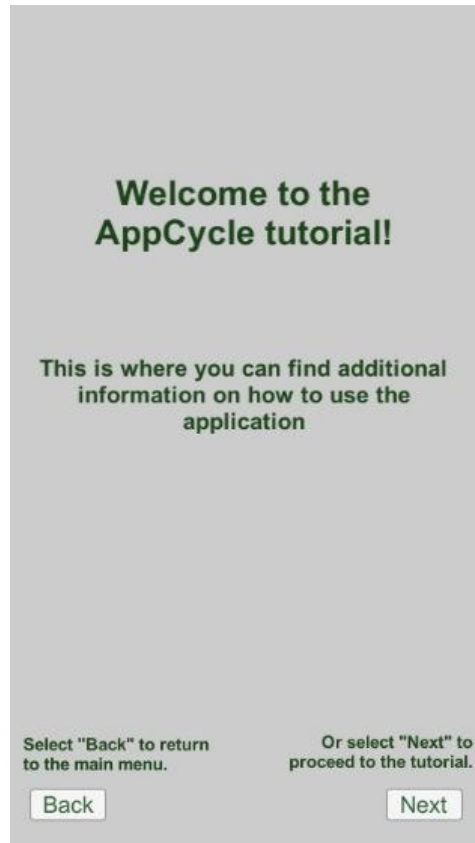 Welcome to the
AppCycle tutorial!
This is where you can find additional
information on how to use the
application
Select "Back" to return
to the main menu.
Or select "Next" to
proceed to the tutorial.
Back
Next